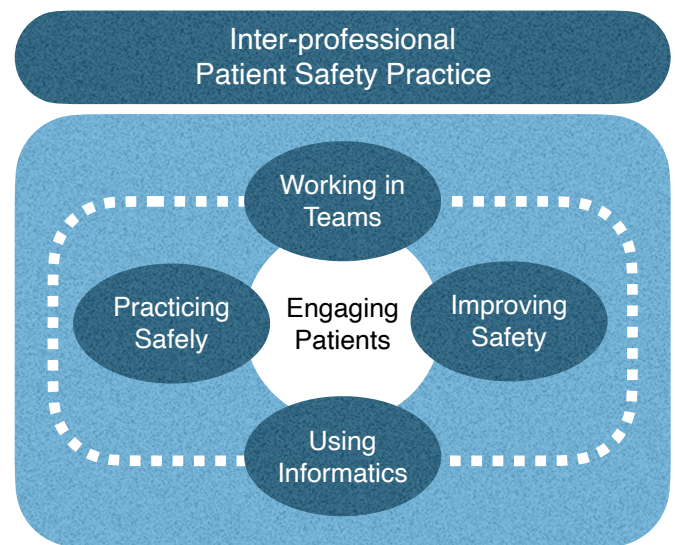 Inter-professional
Patient Safety Practice
Working in
Teams
Practicing
Safely
Engaging
Patients
Improving
Safety
Using
Informatics